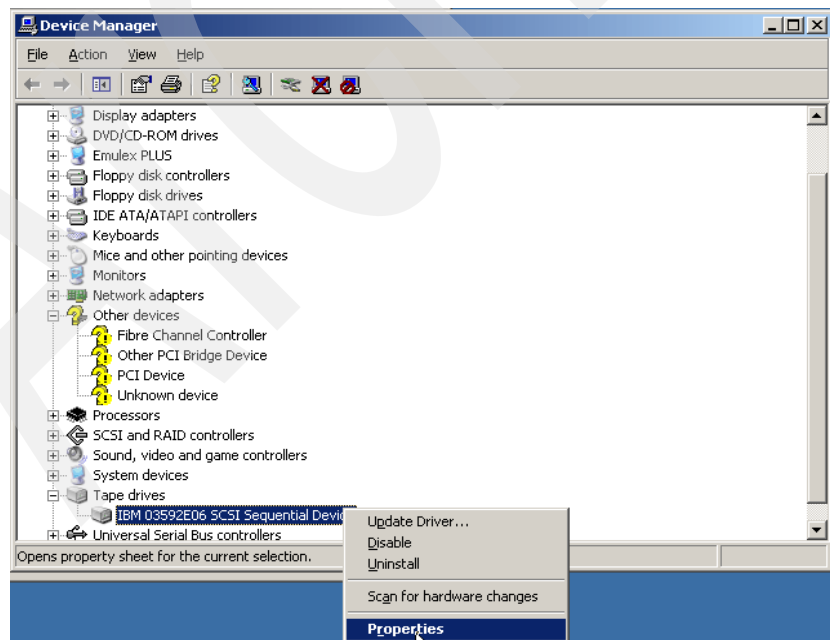 Device Manager
File Action View Help
Display adapters
DVD/CD-ROM drives
Emulex PLUS
Floppy disk controllers
Floppy disk drives
IDE ATA/ATAPI controllers
Keyboards
Mice and other pointing devices
Monitors
Network adapters
Other devices
Fibre Channel Controller
Other PCI Bridge Device
PCI Device
Unknown device
Processors
SCSI and RAID controllers
Sound, video and game controllers
System devices
Tape drives
IBM 03592E06 SCSI Sequential Devi
Universal Serial Bus controllers
Opens property sheet for the current selection.
Update Driver...
Disable
Uninstall
Scan for hardware changes
Properties